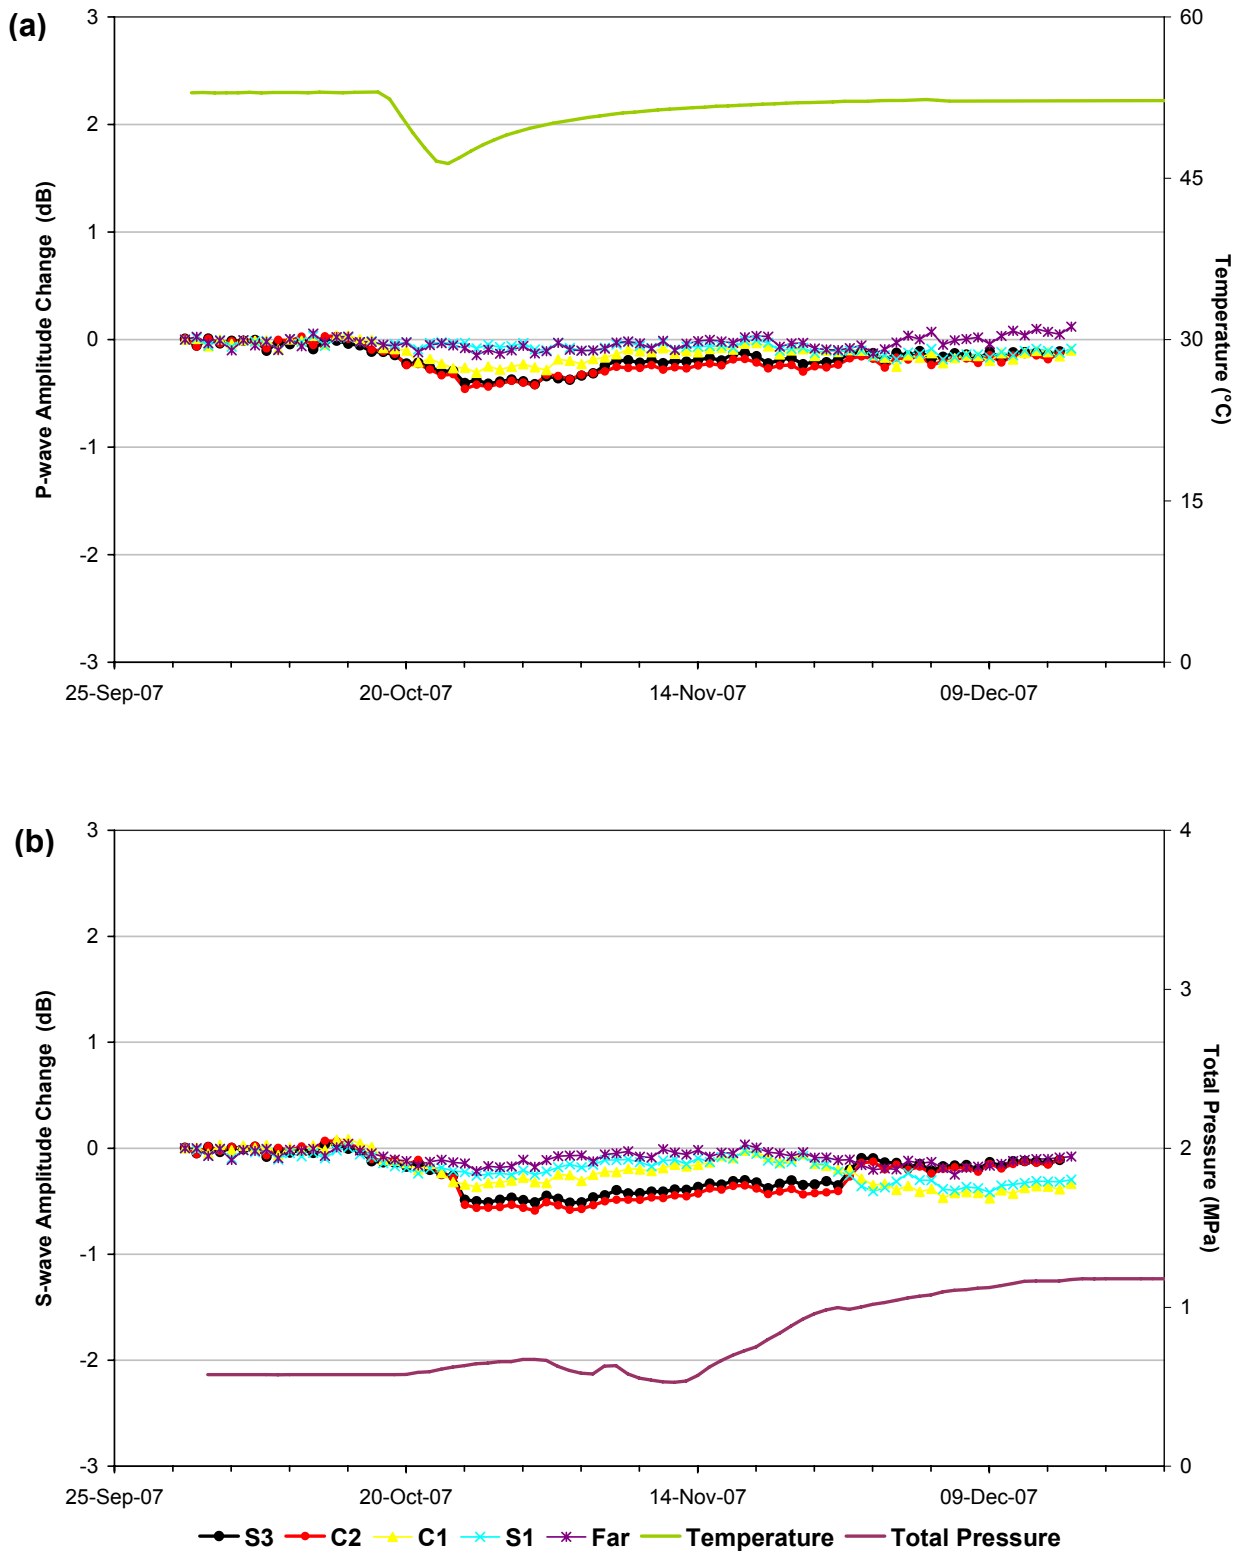 (a)
P-wave Amplitude Change (dB)
3
2
1
0
-1
-2
-3
60
45
30
15
0
Temperature (°C)
25-Sep-07 20-Oct-07 14-Nov-07 09-Dec-07
(b)
S-wave Amplitude Change (dB)
3
2
1
0
-1
-2
-3
4
3
2
1
0
Total Pressure (MPa)
25-Sep-07 20-Oct-07 14-Nov-07 09-Dec-07
S3 C2 C1 S1 Far Temperature Total Pressure